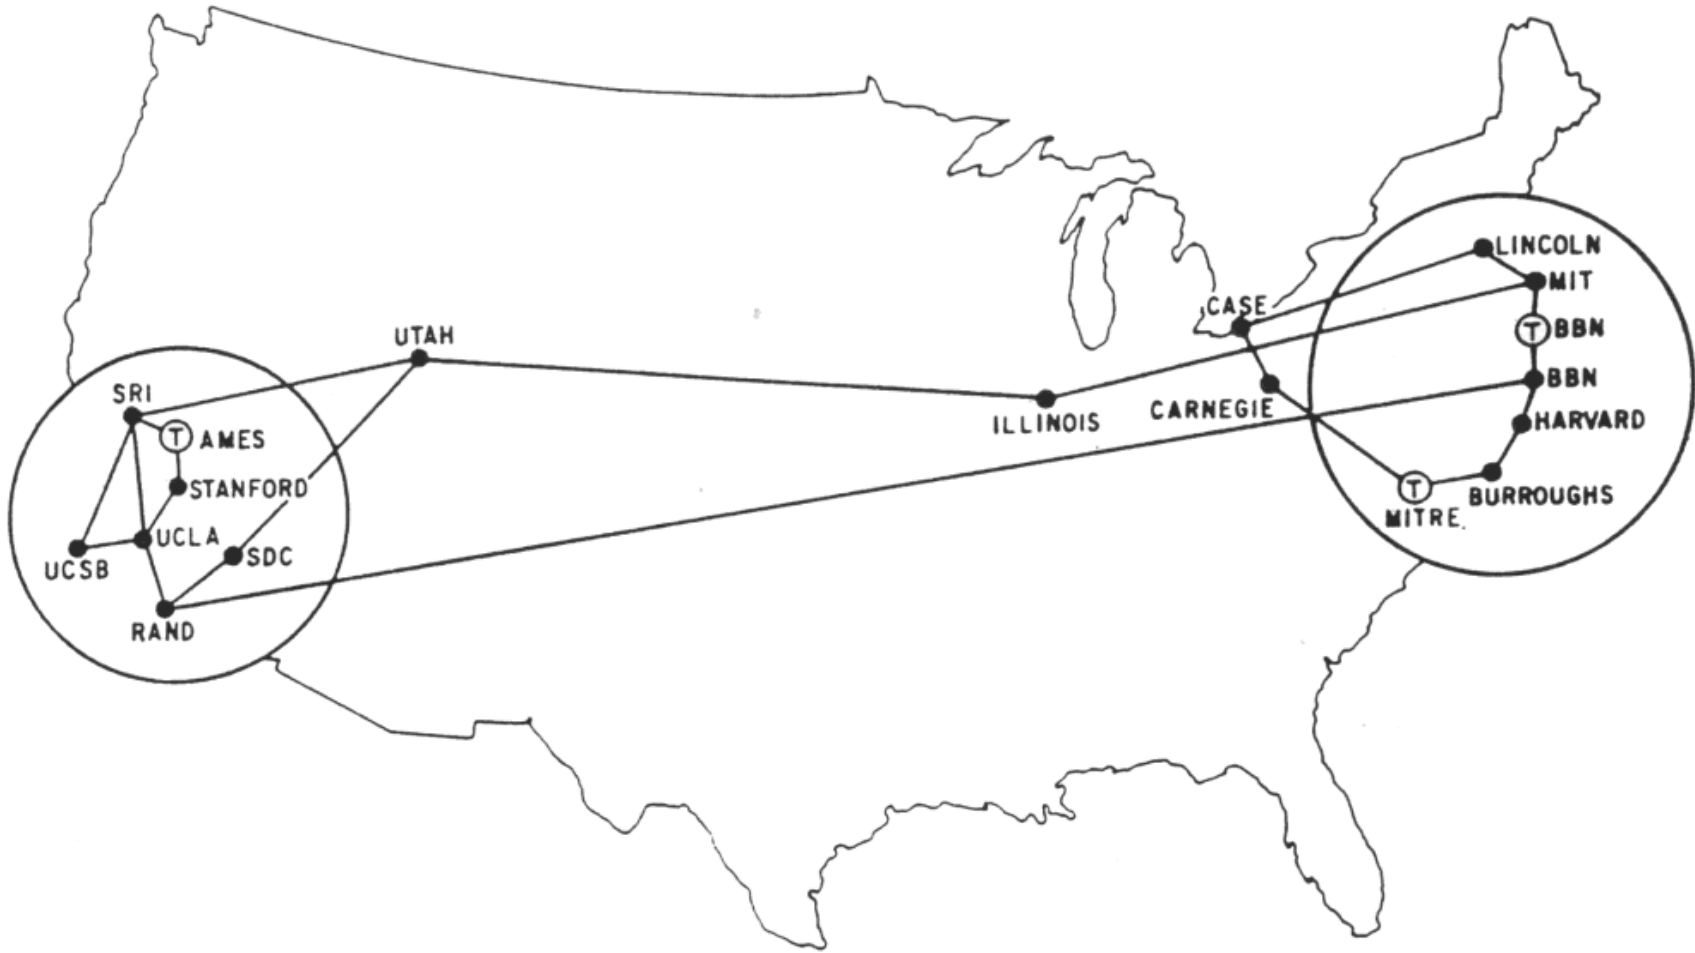 LINCOLN
MIT
CASE
T BBN
UTAH
BBN
SRI
CARNEGIE
ILLINOIS
HARVARD
T AMES
STANFORD
T
BURROUGHS
MITRE.
UCLA
SDC
UCSB
RAND